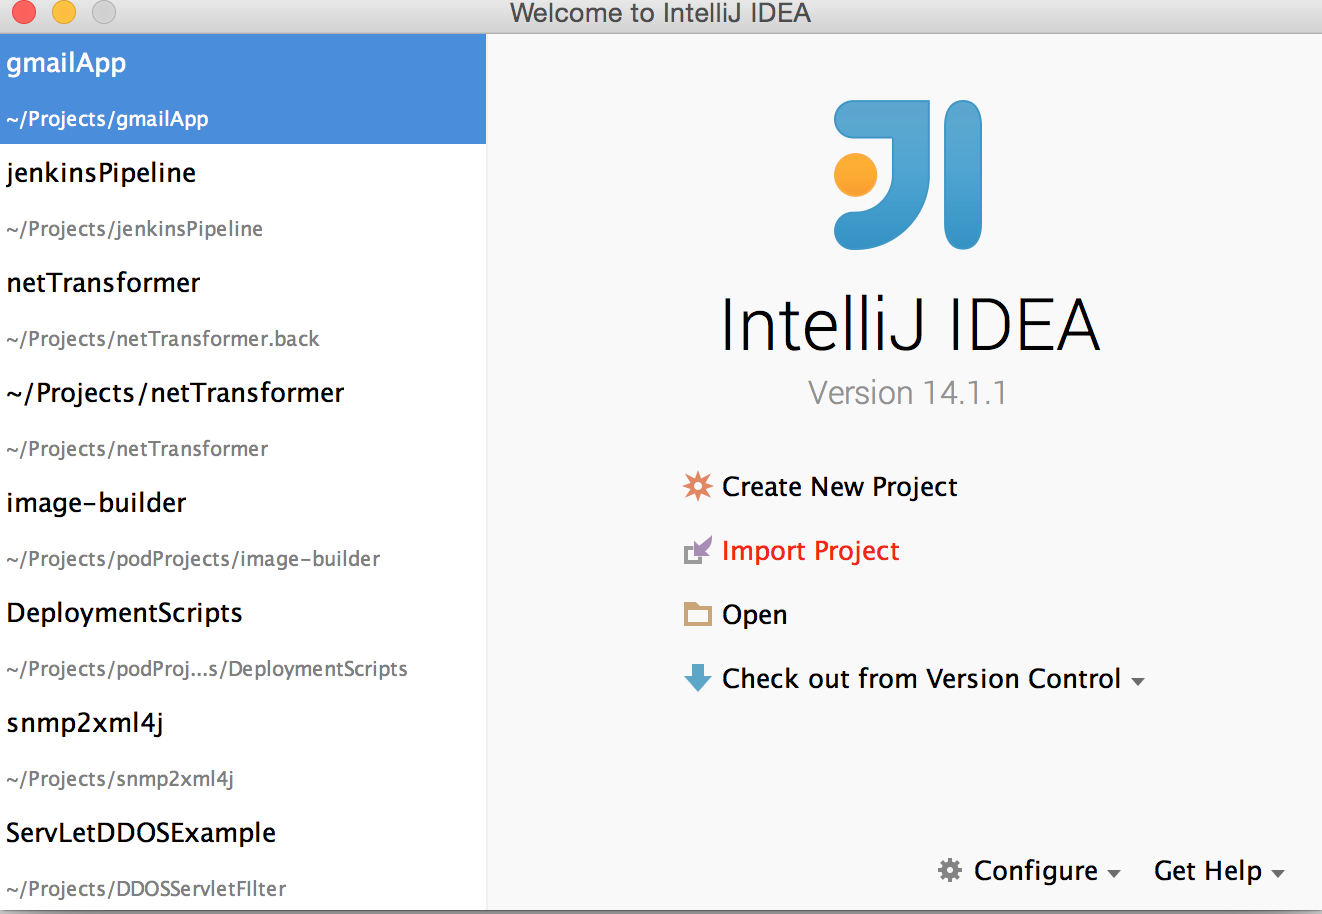 Welcome to IntelliJ IDEA
gmailApp
~/Projects/gmailApp
jenkinsPipeline
~/Projects/jenkinsPipeline
netTransformer
~/Projects/netTransformer.back
~/Projects/netTransformer
~/Projects/netTransformer
image-builder
~/Projects/podProjects/image-builder
DeploymentScripts
~/Projects/podProj...s/DeploymentScripts
snmp2xml4j
~/Projects/snmp2xml4j
ServLetDDOSExample
~/Projects/DDOSServletFIlter
IntelliJ IDEA
Version 14.1.1
Create New Project
Import Project
Open
Check out from Version Control
Configure
Get Help